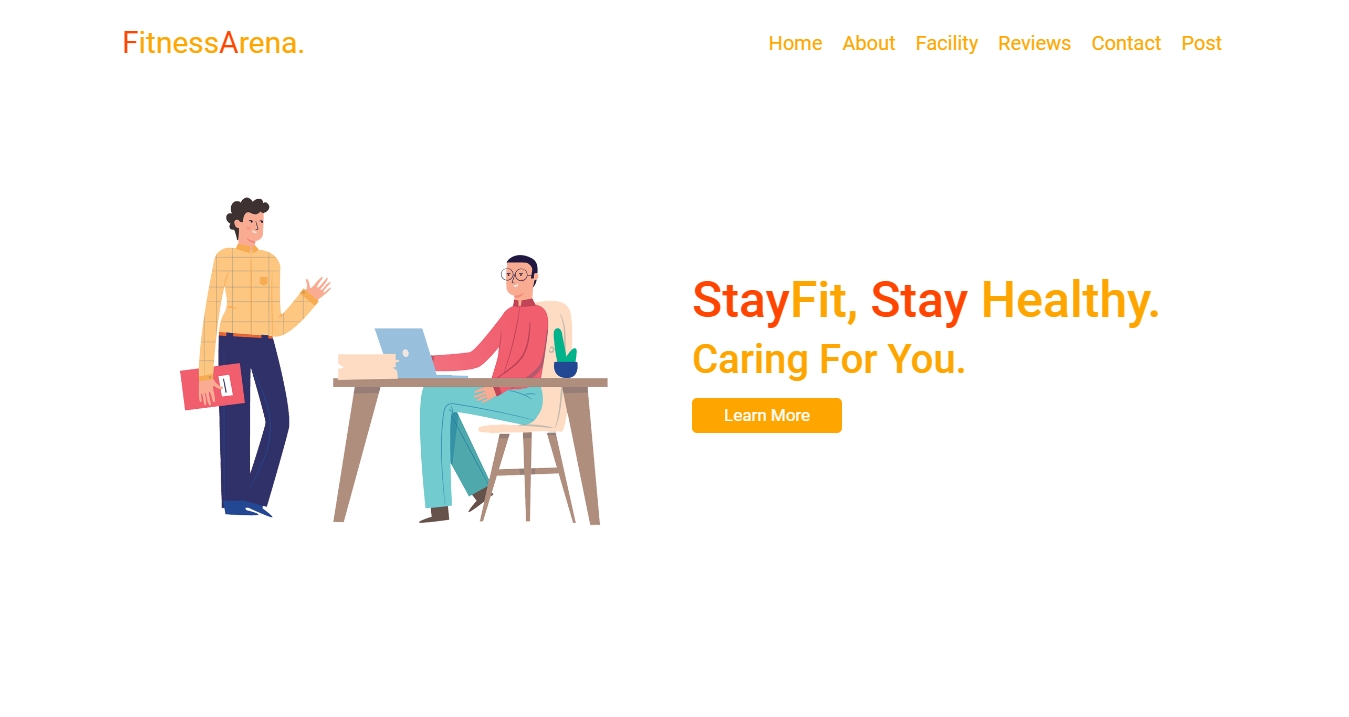 FitnessArena.
Home About Facility Reviews Contact Post
StayFit, Stay Healthy.
Caring For You.
Learn More